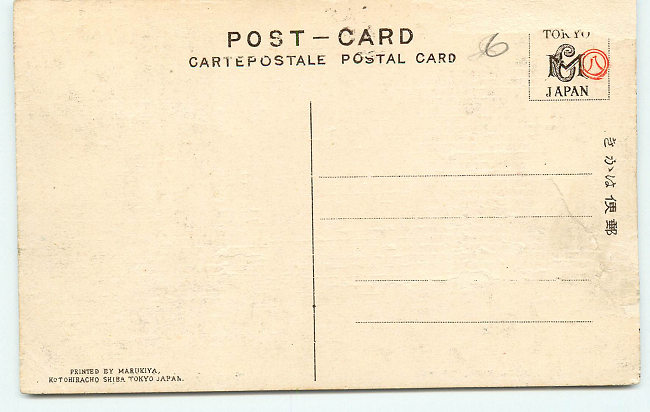 POST-CARD
CARTEPOSTALE POSTAL CARD
6
TOKYO
八
JAPAN
きかは便郵
PRINTED BY MARUKIYA,
KOTOHIRACHO SHIBA TOKYO JAPAN.